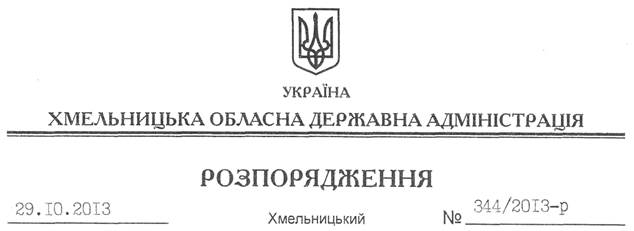 УКРАЇНА
ХМЕЛЬНИЦЬКА ОБЛАСНА ДЕРЖАВНА АДМІНІСТРАЦІЯ
РОЗПОРЯДЖЕННЯ
29.10.2013 Хмельницький № 344/2013-р